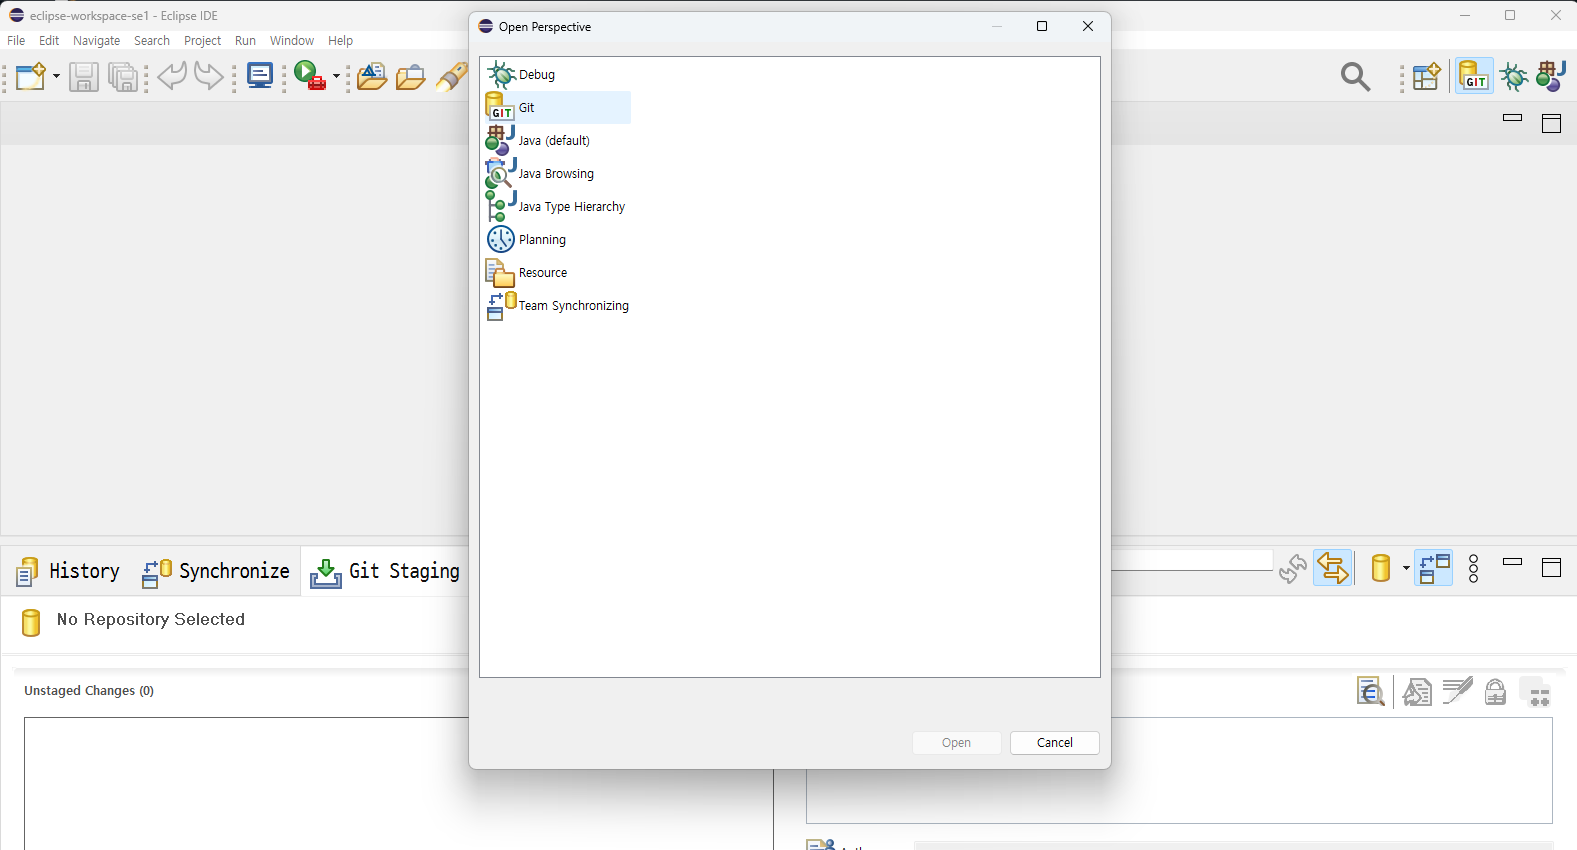 eclipse-workspace-se1 - Eclipse IDE
File Edit Navigate Search Project Run Window Help
Open Perspective
Debug
Git
Java (default)
Java Browsing
Java Type Hierarchy
Planning
Resource
Team Synchronizing
Open Cancel
GIT
History Synchronize Git Staging
No Repository Selected
Unstaged Changes (0)